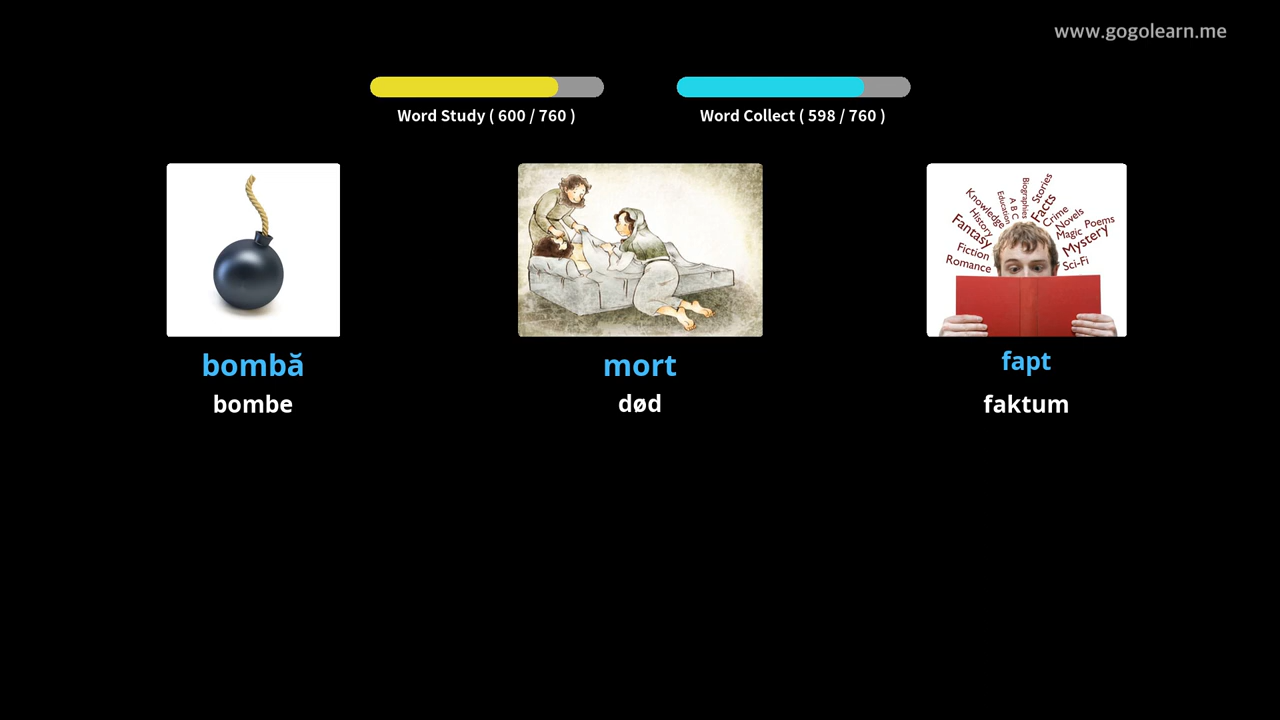 www.gogolearn.me
Word Study ( 600 / 760 )
Word Collect ( 598 / 760 )
Knowledge
History
Fantasy
Fiction
Romance
Education
A B C
Biographies
Stories
Facts
Crime
Novels
Magic
Poems
Mystery
Sci-Fi
bombă
mort
fapt
bombe
død
faktum